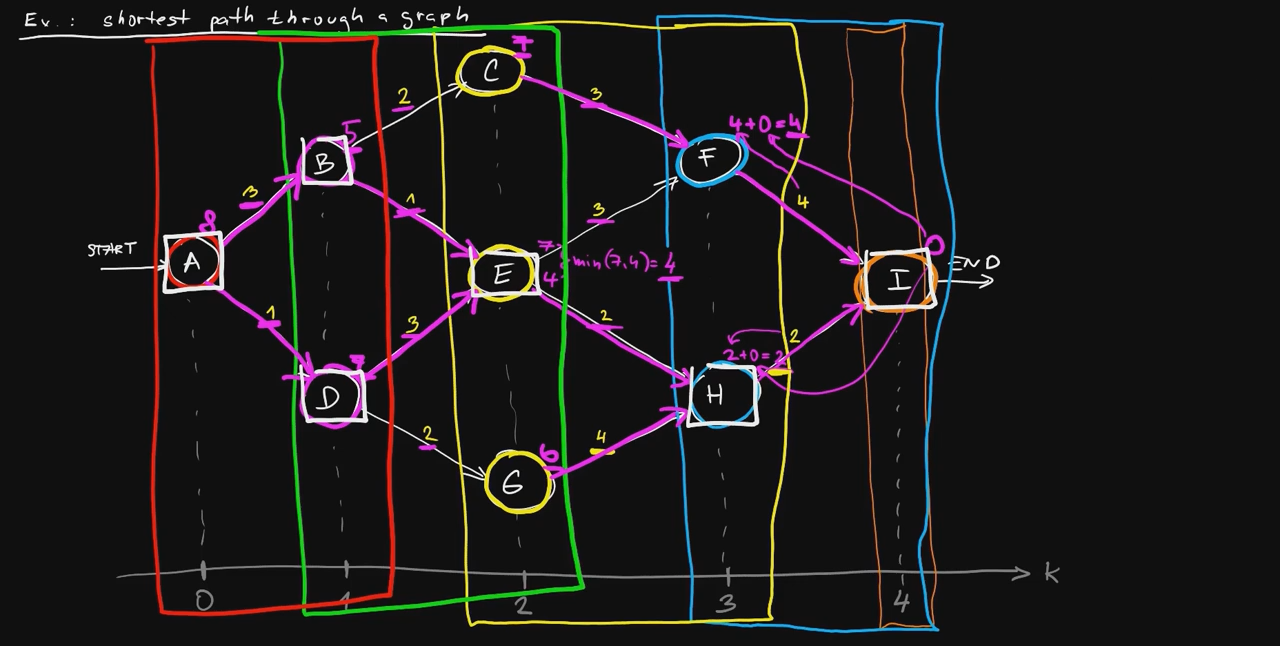 Ex.: shortest path through a graph
C
7
2
3
4+0=4
B
5
F
3
1
3
4
START
A
8
E
7
4
min(7,4)=4
0
I
END
1
3
2
2
2+0=2
D
7
H
2
G
6
4
0
1
2
3
4
k